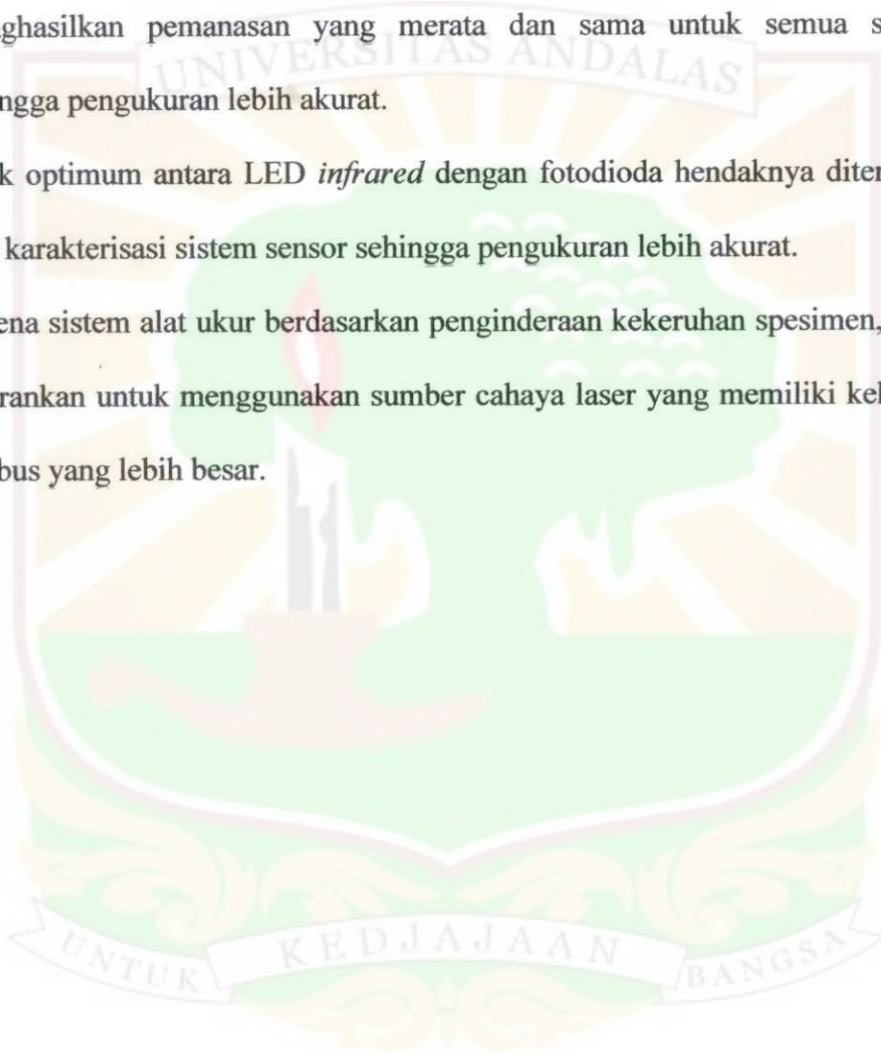 ghasilkan pemanasan yang merata dan sama untuk semua s
UNIVERSITAS ANDALAS
ngga pengukuran lebih akurat.
k optimum antara LED infrared dengan fotodioda hendaknya diter
karakterisasi sistem sensor sehingga pengukuran lebih akurat.
ena sistem alat ukur berdasarkan penginderaan kekeruhan spesimen,
rankan untuk menggunakan sumber cahaya laser yang memiliki kel
bus yang lebih besar.
UNTUK KEDJAJAAN BANGSA